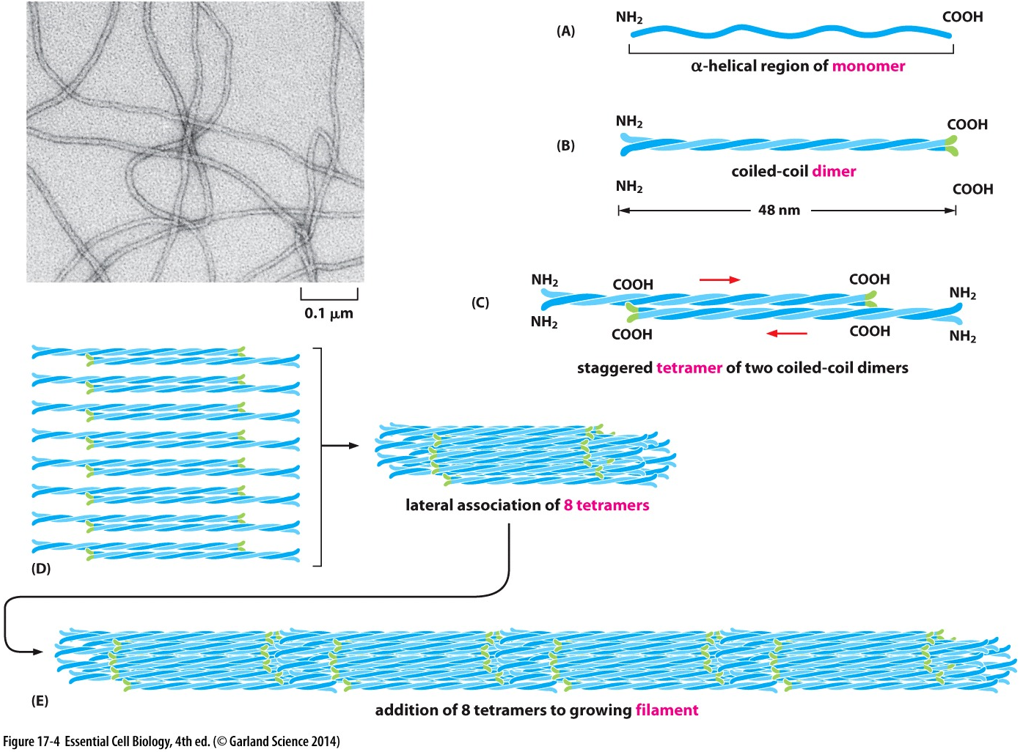 NH₂ COOH
(A)
α-helical region of monomer
NH₂ COOH
(B)
coiled-coil dimer
NH₂ COOH
48 nm
0.1 µm
NH₂ COOH COOH NH₂
(C)
NH₂ COOH COOH NH₂
staggered tetramer of two coiled-coil dimers
lateral association of 8 tetramers
(D)
(E)
addition of 8 tetramers to growing filament
Figure 17-4 Essential Cell Biology, 4th ed. (© Garland Science 2014)